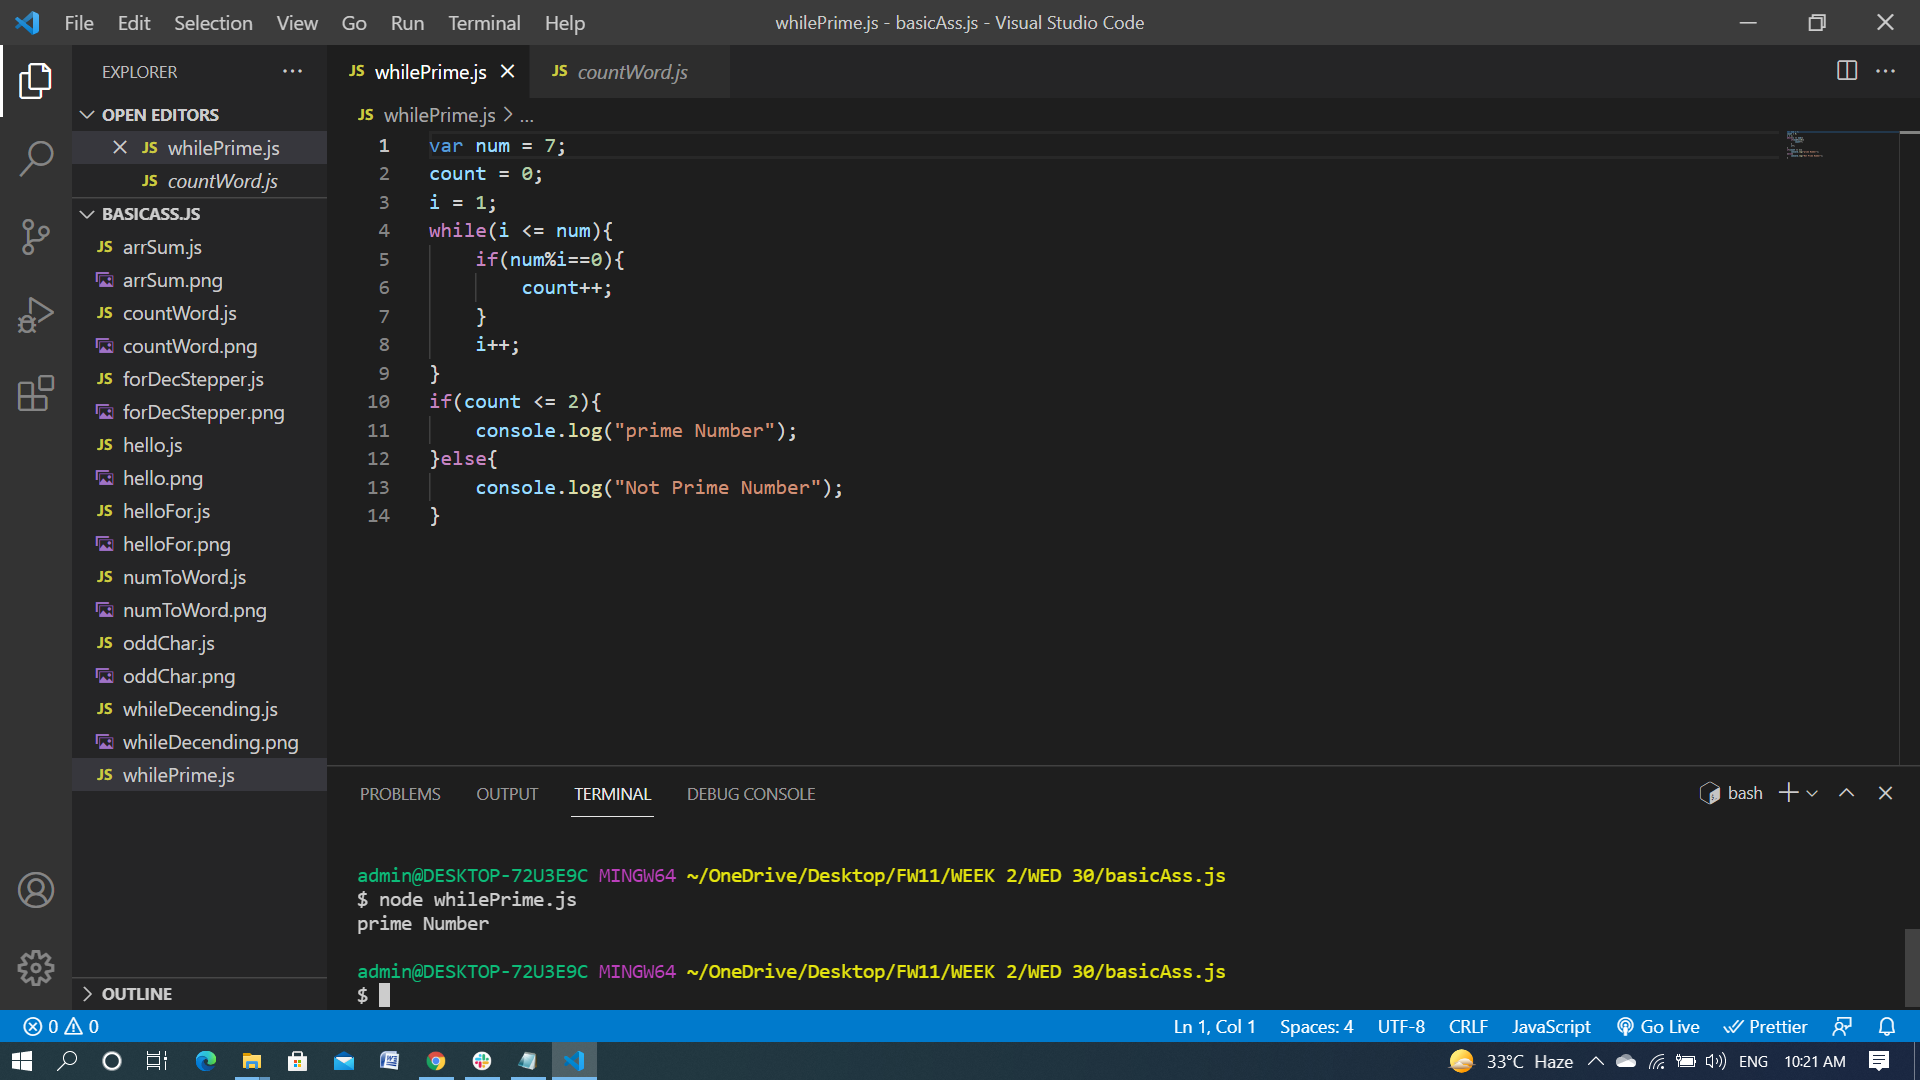 File Edit Selection View Go Run Terminal Help
whilePrime.js - basicAss.js - Visual Studio Code
EXPLORER
OPEN EDITORS
JS whilePrime.js
JS countWord.js
BASICASS.JS
JS arrSum.js
arrSum.png
JS countWord.js
countWord.png
JS forDecStepper.js
forDecStepper.png
JS hello.js
hello.png
JS helloFor.js
helloFor.png
JS numToWord.js
numToWord.png
JS oddChar.js
oddChar.png
JS whileDecending.js
whileDecending.png
JS whilePrime.js
OUTLINE
JS whilePrime.js
JS countWord.js
JS whilePrime.js > ...
1 var num = 7;
2 count = 0;
3 i = 1;
4 while(i <= num){
5 if(num%i==0){
6 count++;
7 }
8 i++;
9 }
10 if(count <= 2){
11 console.log("prime Number");
12 }else{
13 console.log("Not Prime Number");
14 }
PROBLEMS OUTPUT TERMINAL DEBUG CONSOLE
bash
admin@DESKTOP-72U3E9C MINGW64 ~/OneDrive/Desktop/FW11/WEEK 2/WED 30/basicAss.js
$ node whilePrime.js
prime Number
admin@DESKTOP-72U3E9C MINGW64 ~/OneDrive/Desktop/FW11/WEEK 2/WED 30/basicAss.js
$
0 0
Ln 1, Col 1 Spaces: 4 UTF-8 CRLF JavaScript Go Live Prettier
33°C Haze ENG 10:21 AM